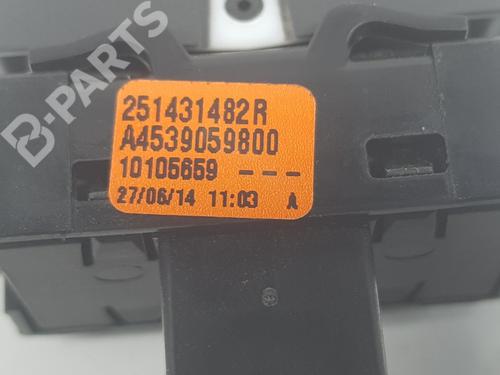 B-PARTS
251431482R
A4539059800
10105659 ---
27/06/14 11:03 A